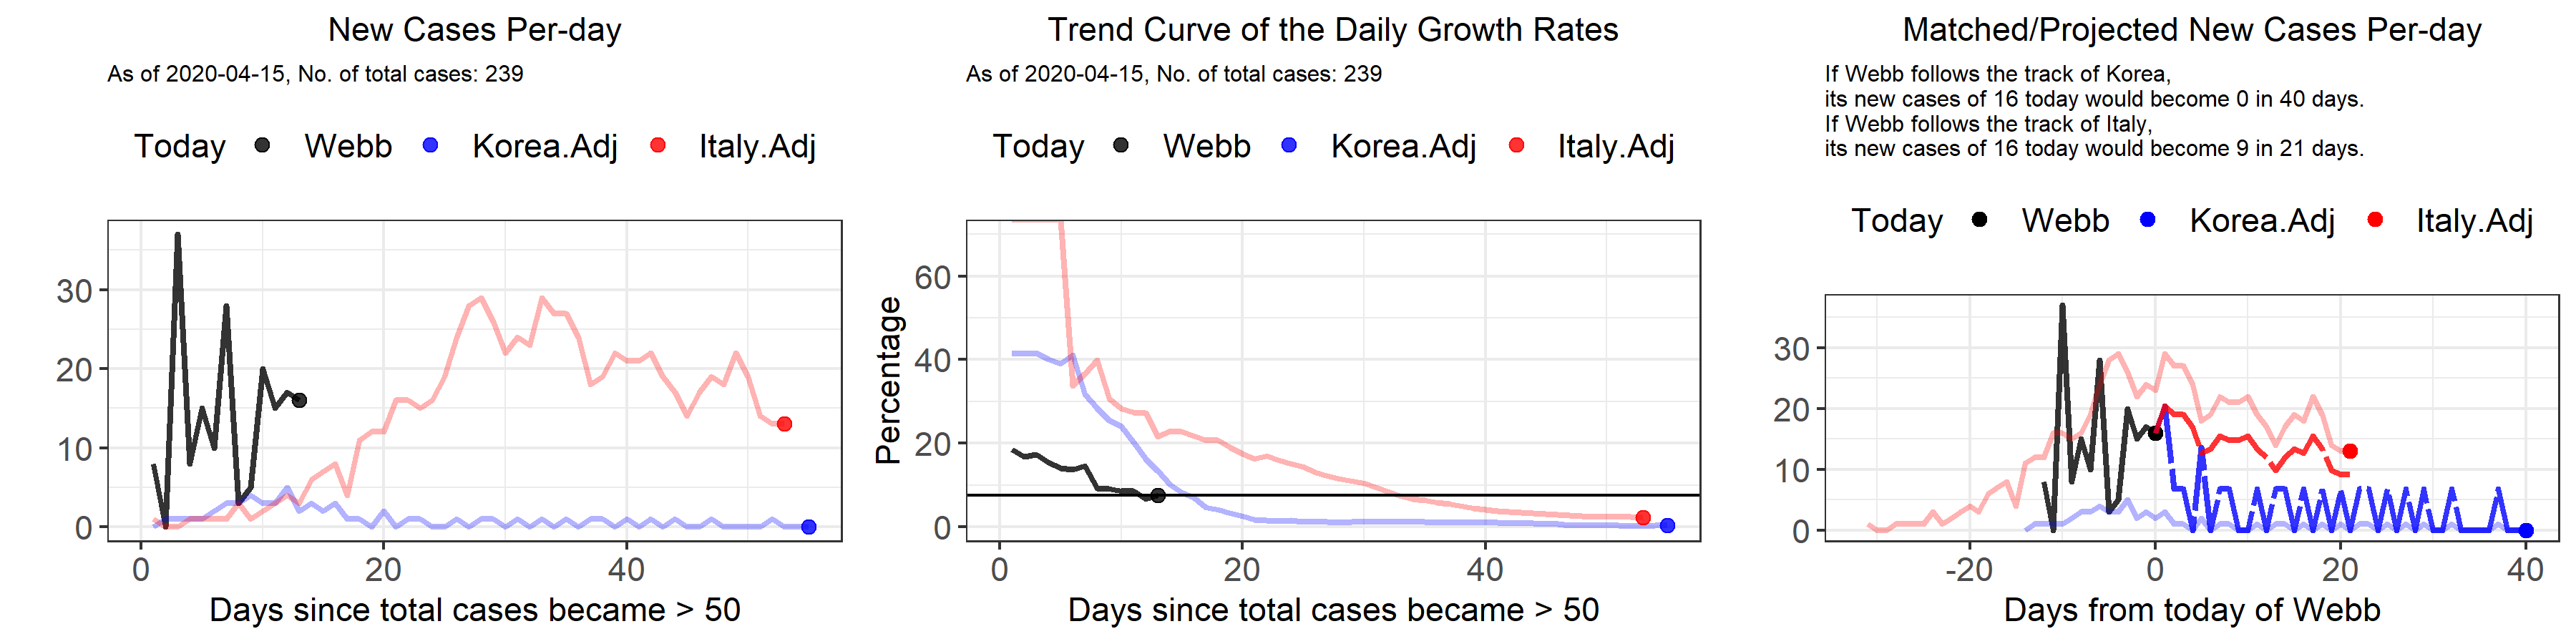 New Cases Per-day
As of 2020-04-15, No. of total cases: 239
Today Webb Korea.Adj Italy.Adj
30
20
10
0
0 20 40
Days since total cases became > 50
Trend Curve of the Daily Growth Rates
As of 2020-04-15, No. of total cases: 239
Today Webb Korea.Adj Italy.Adj
Percentage
60
40
20
0
0 20 40
Days since total cases became > 50
Matched/Projected New Cases Per-day
If Webb follows the track of Korea,
its new cases of 16 today would become 0 in 40 days.
If Webb follows the track of Italy,
its new cases of 16 today would become 9 in 21 days.
Today Webb Korea.Adj Italy.Adj
30
20
10
0
-20 0 20 40
Days from today of Webb